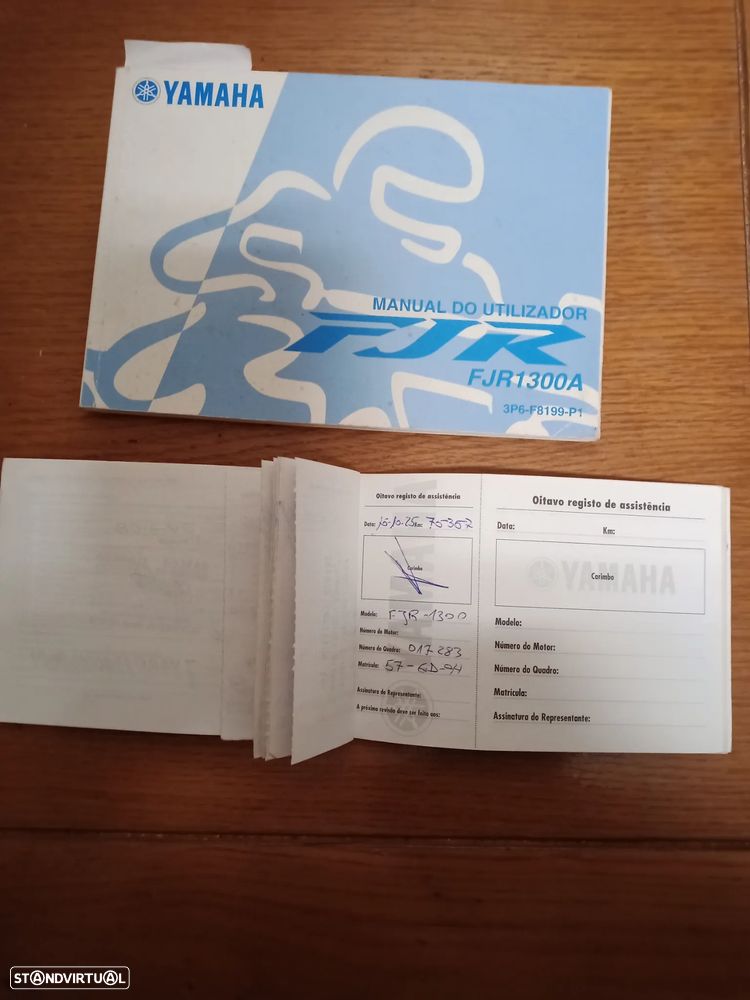 YAMAHA
MANUAL DO UTILIZADOR
FJR
FJR1300A
3P6-F8199-P1
Oitavo registo de assistência
Data: 15-10-25 Km: 75357
Carimbo
Modelo: FJR-1300
Número do Motor:
Número do Quadro: 017283
Matrícula: 57-GD-94
Assinatura do Representante:
A próxima revisão deve ser feita aos:
Oitavo registo de assistência
Data: Km:
Carimbo
YAMAHA
Modelo:
Número do Motor:
Número do Quadro:
Matrícula:
Assinatura do Representante:
STANDVIRTUAL